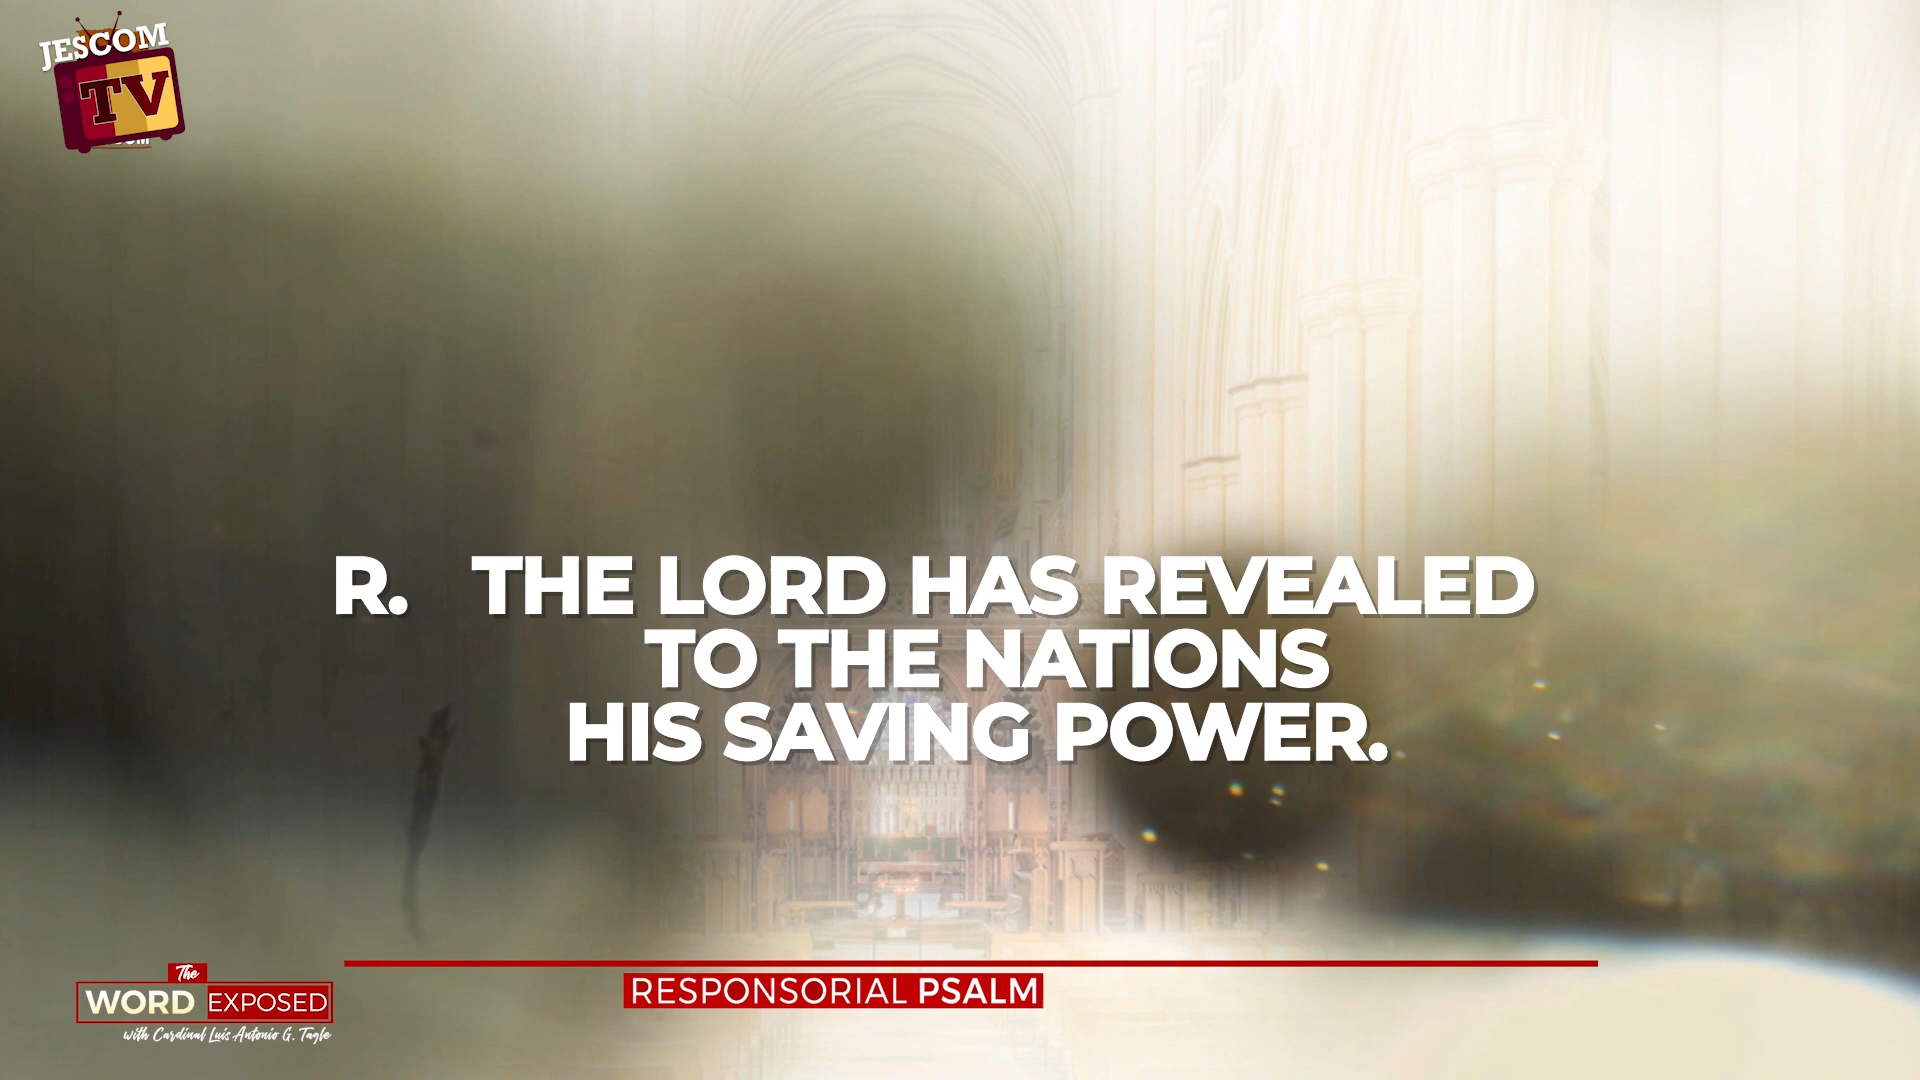 JESCOM
TV
R. THE LORD HAS REVEALED
TO THE NATIONS
HIS SAVING POWER.
RESPONSORIAL PSALM
The
WORD EXPOSED
with Cardinal Luis Antonio G. Tagle